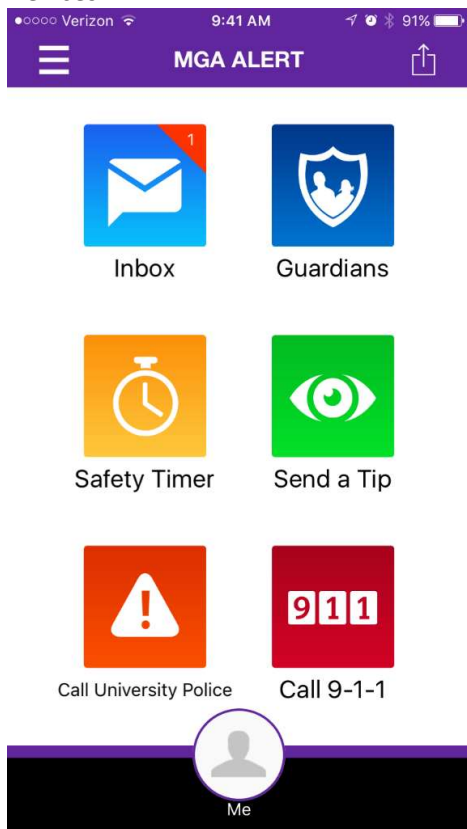 Verizon 9:41 AM 91%
MGA ALERT
1
Inbox Guardians
Safety Timer Send a Tip
911
Call University Police Call 9-1-1
Me